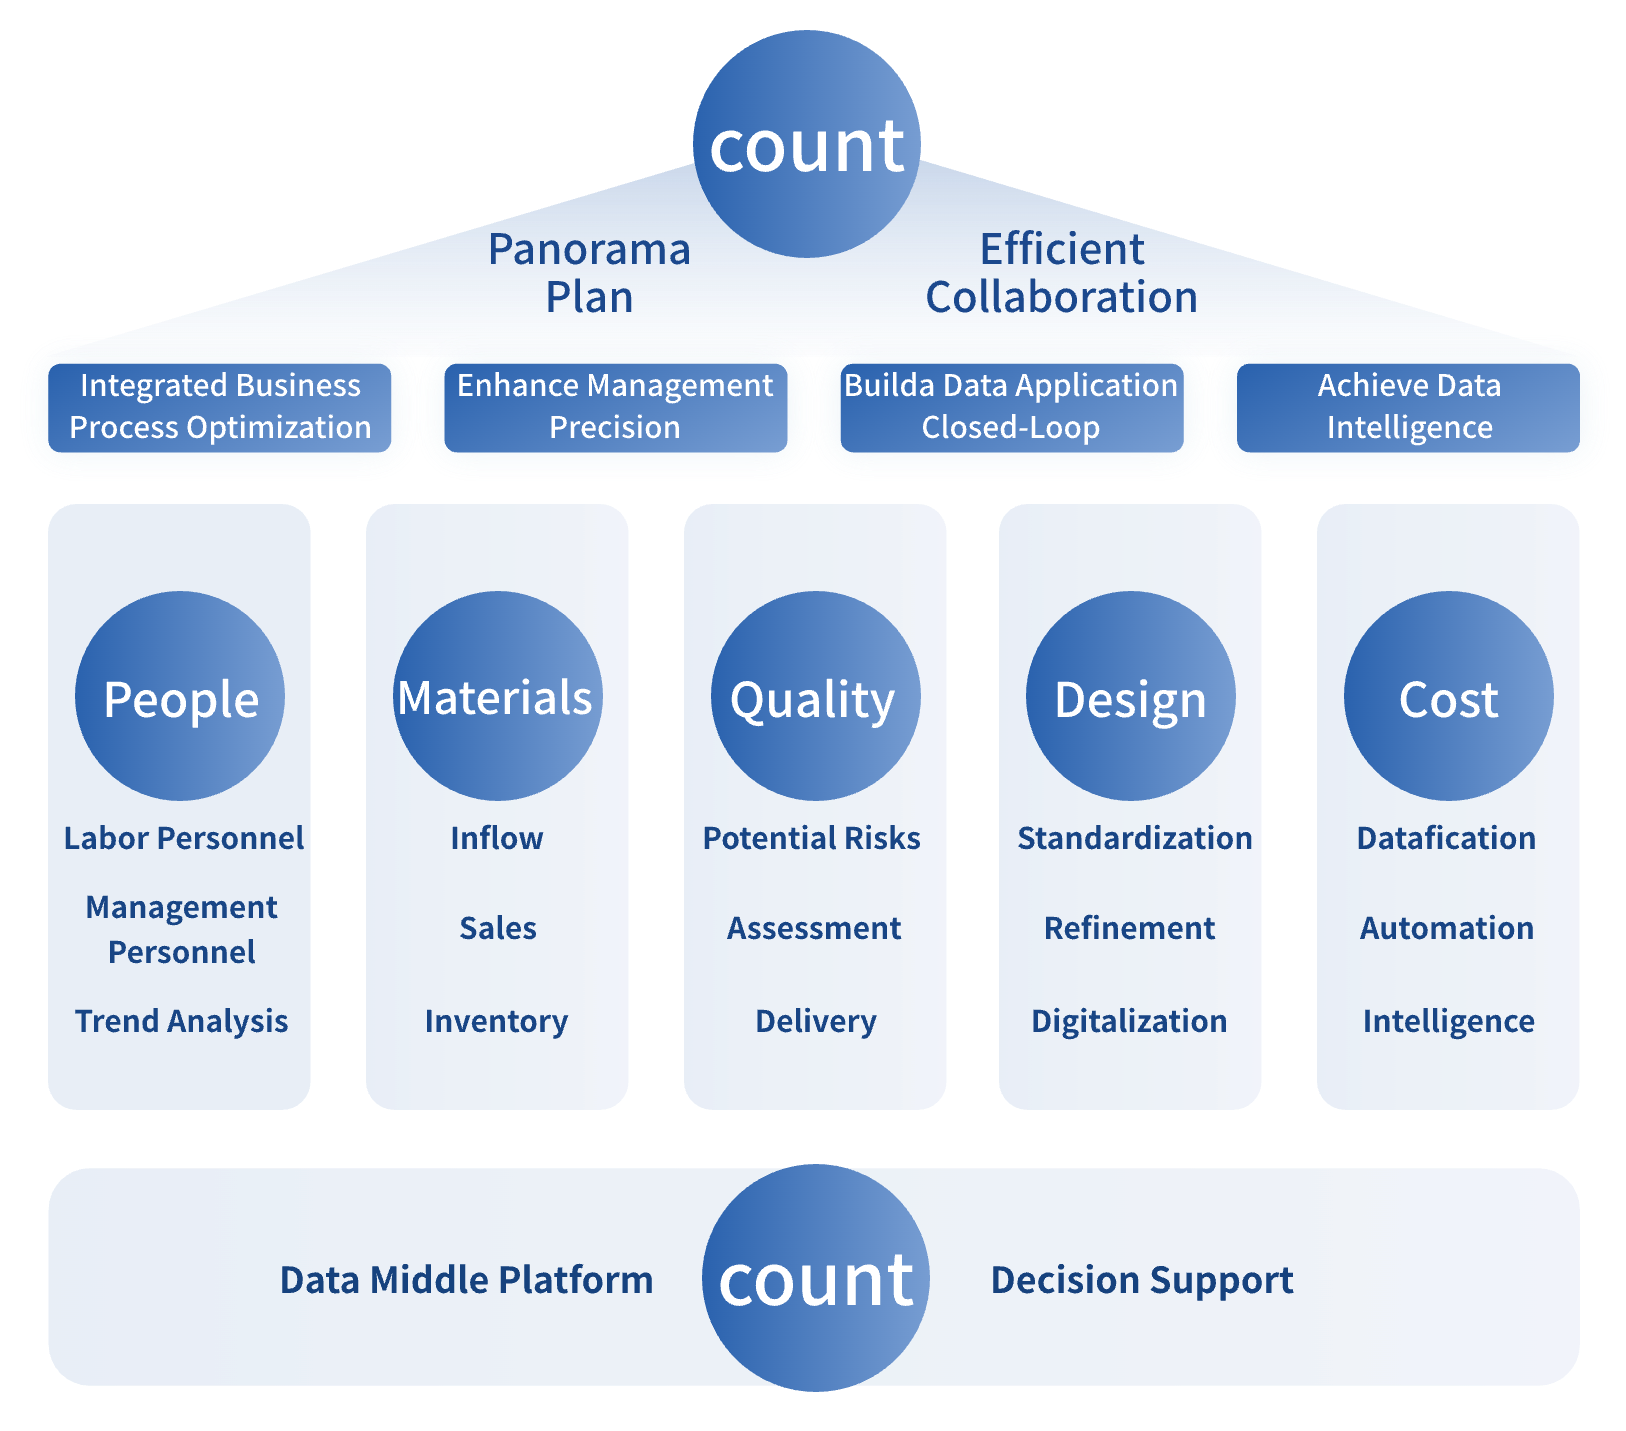 count
Panorama
Plan
Efficient
Collaboration
Integrated Business
Process Optimization
Enhance Management
Precision
Builda Data Application
Closed-Loop
Achieve Data
Intelligence
People
Labor Personnel
Management
Personnel
Trend Analysis
Materials
Inflow
Sales
Inventory
Quality
Potential Risks
Assessment
Delivery
Design
Standardization
Refinement
Digitalization
Cost
Datafication
Automation
Intelligence
Data Middle Platform
count
Decision Support